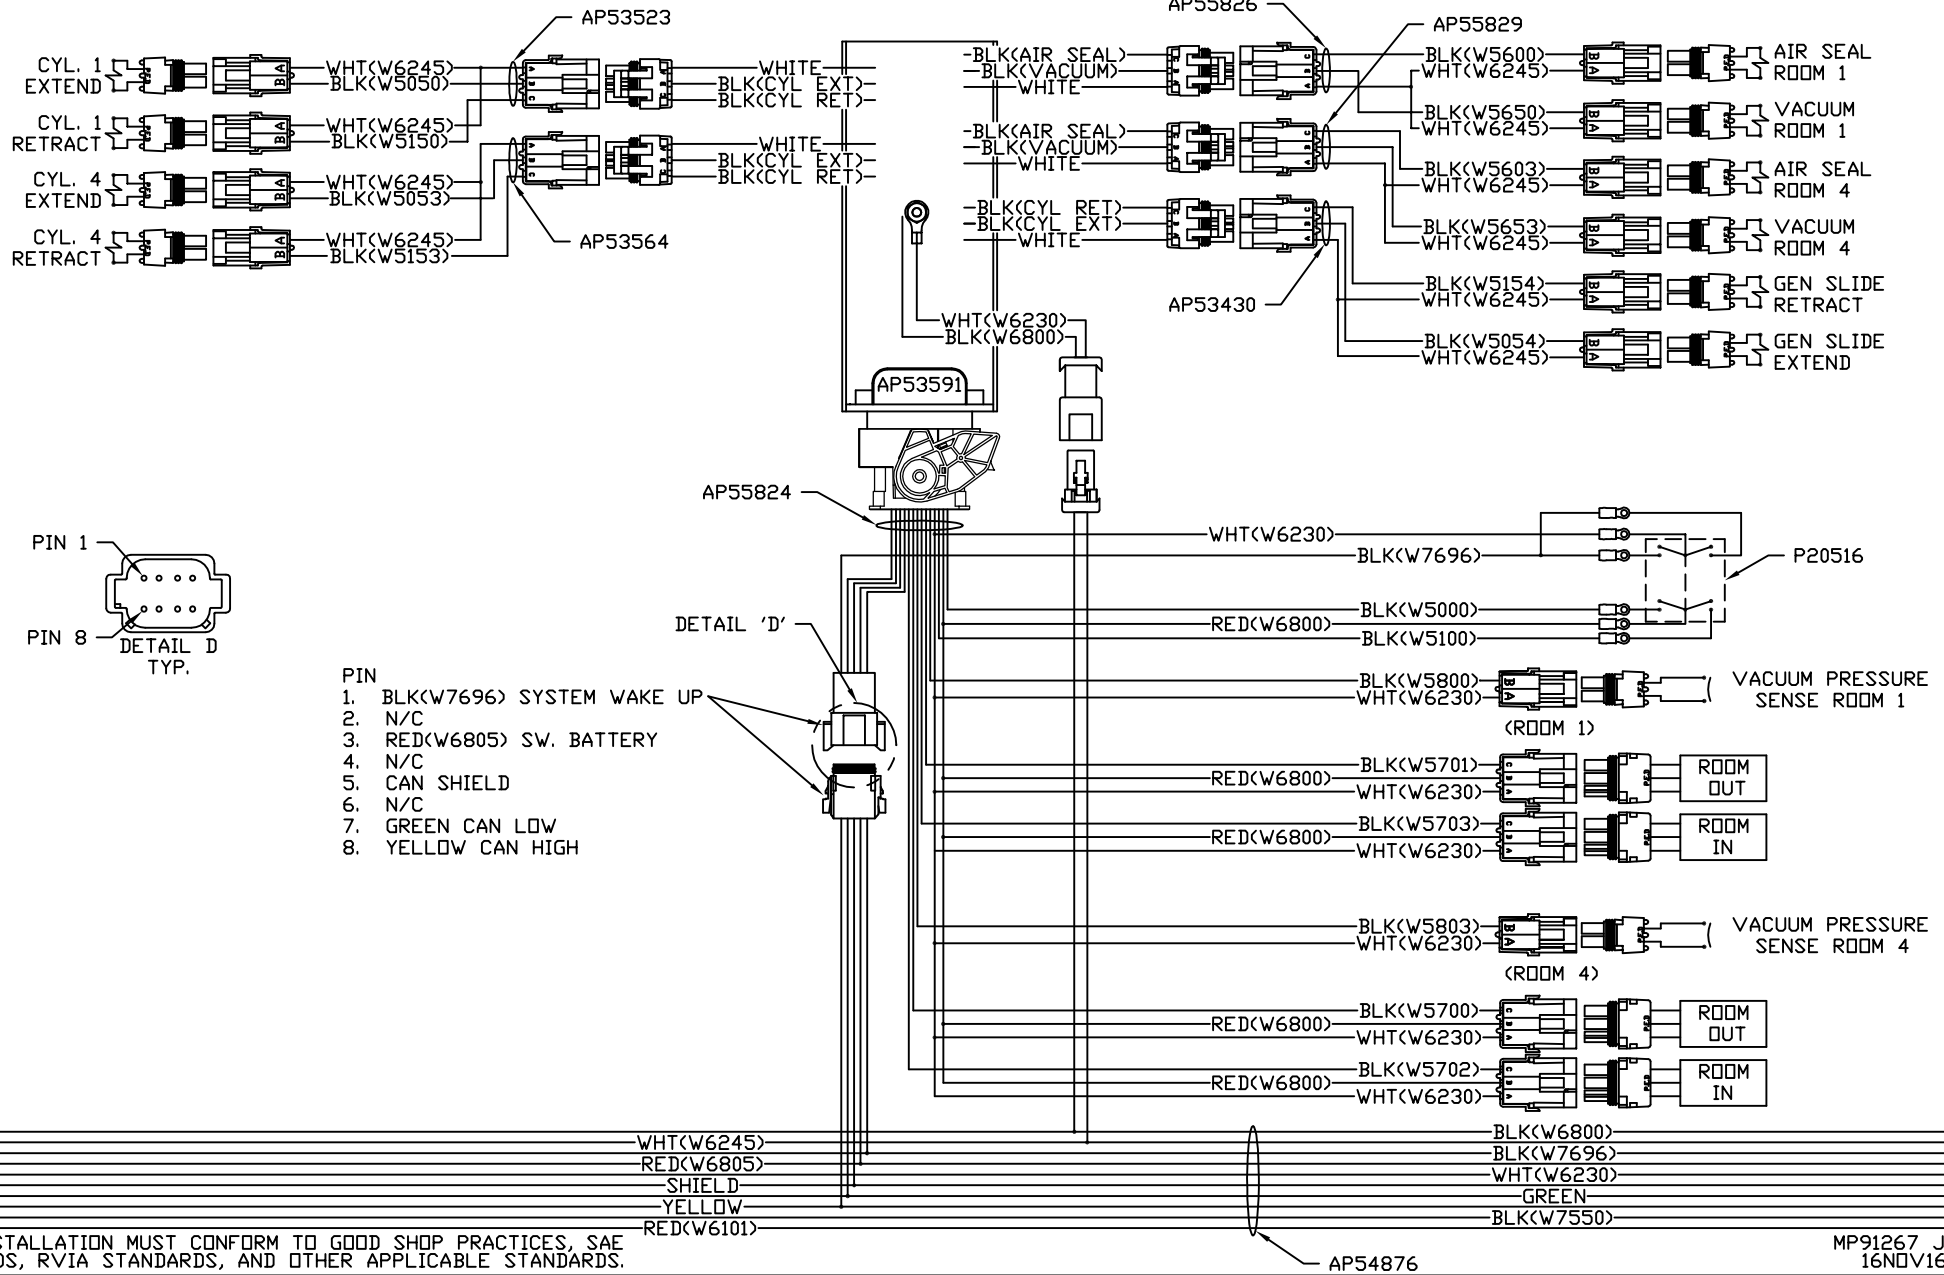 AP53523
CYL. 1
EXTEND
WHT(W6245)
BLK(W5050)
CYL. 1
RETRACT
WHT(W6245)
BLK(W5150)
CYL. 4
EXTEND
WHT(W6245)
BLK(W5053)
CYL. 4
RETRACT
WHT(W6245)
BLK(W5153)
AP53564
WHITE
BLK(CYL EXT)
BLK(CYL RET)
WHITE
BLK(CYL EXT)
BLK(CYL RET)
AP55826
AP55829
BLK(AIR SEAL)
BLK(VACUUM)
WHITE
BLK(AIR SEAL)
BLK(VACUUM)
WHITE
BLK(CYL RET)
BLK(CYL EXT)
WHITE
AP53430
BLK(W5600)
WHT(W6245)
AIR SEAL
ROOM 1
BLK(W5650)
WHT(W6245)
VACUUM
ROOM 1
BLK(W5603)
WHT(W6245)
AIR SEAL
ROOM 4
BLK(W5653)
WHT(W6245)
VACUUM
ROOM 4
BLK(W5154)
WHT(W6245)
GEN SLIDE
RETRACT
BLK(W5054)
WHT(W6245)
GEN SLIDE
EXTEND
WHT(W6230)
BLK(W6800)
AP53591
AP55824
PIN 1
PIN 8
DETAIL D
TYP.
DETAIL 'D'
PIN
1. BLK(W7696) SYSTEM WAKE UP
2. N/C
3. RED(W6805) SW. BATTERY
4. N/C
5. CAN SHIELD
6. N/C
7. GREEN CAN LOW
8. YELLOW CAN HIGH
WHT(W6230)
BLK(W7696)
P20516
BLK(W5000)
RED(W6800)
BLK(W5100)
BLK(W5800)
WHT(W6230)
VACUUM PRESSURE
SENSE ROOM 1
(ROOM 1)
BLK(W5701)
RED(W6800)
WHT(W6230)
ROOM
OUT
BLK(W5703)
RED(W6800)
WHT(W6230)
ROOM
IN
BLK(W5803)
WHT(W6230)
VACUUM PRESSURE
SENSE ROOM 4
(ROOM 4)
BLK(W5700)
RED(W6800)
WHT(W6230)
ROOM
OUT
BLK(W5702)
RED(W6800)
WHT(W6230)
ROOM
IN
WHT(W6245)
RED(W6805)
SHIELD
YELLOW
RED(W6101)
BLK(W6800)
BLK(W7696)
WHT(W6230)
GREEN
BLK(W7550)
AP54876
STALLATION MUST CONFORM TO GOOD SHOP PRACTICES, SAE
DS, RVIA STANDARDS, AND OTHER APPLICABLE STANDARDS.
MP91267 J
16NOV16